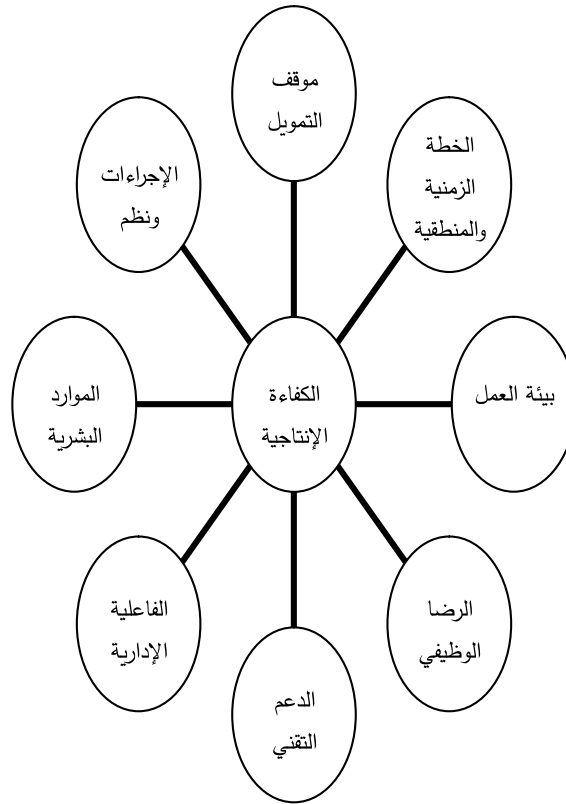 موقف
التمويل
الخطة
الزمنية
والمنطقية
الإجراءات
ونظم
بيئة العمل
الكفاءة
الإنتاجية
الموارد
البشرية
الرضا
الوظيفي
الفاعلية
الإدارية
الدعم
التقني